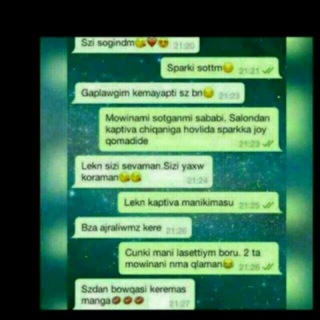 Szi sogindm😘❤😍 21:20
Sparki sottm😔 21:21
Gaplawgim kemayapti sz bn😔 21:23
Mowinami sotganmi sababi. Salondan
kaptiva chiqaniga hovlida sparkka joy
qomadide 21:23
Lekn sizi sevaman.Sizi yaxw
koraman😘😘 21:24
Lekn kaptiva manikimasu 21:25
Bza ajraliwmz kere 21:26
Cunki mani lasettiym boru. 2 ta
mowinani nma qlaman😂 21:26
Szdan bowqasi keremas
manga💋💋💋 21:27